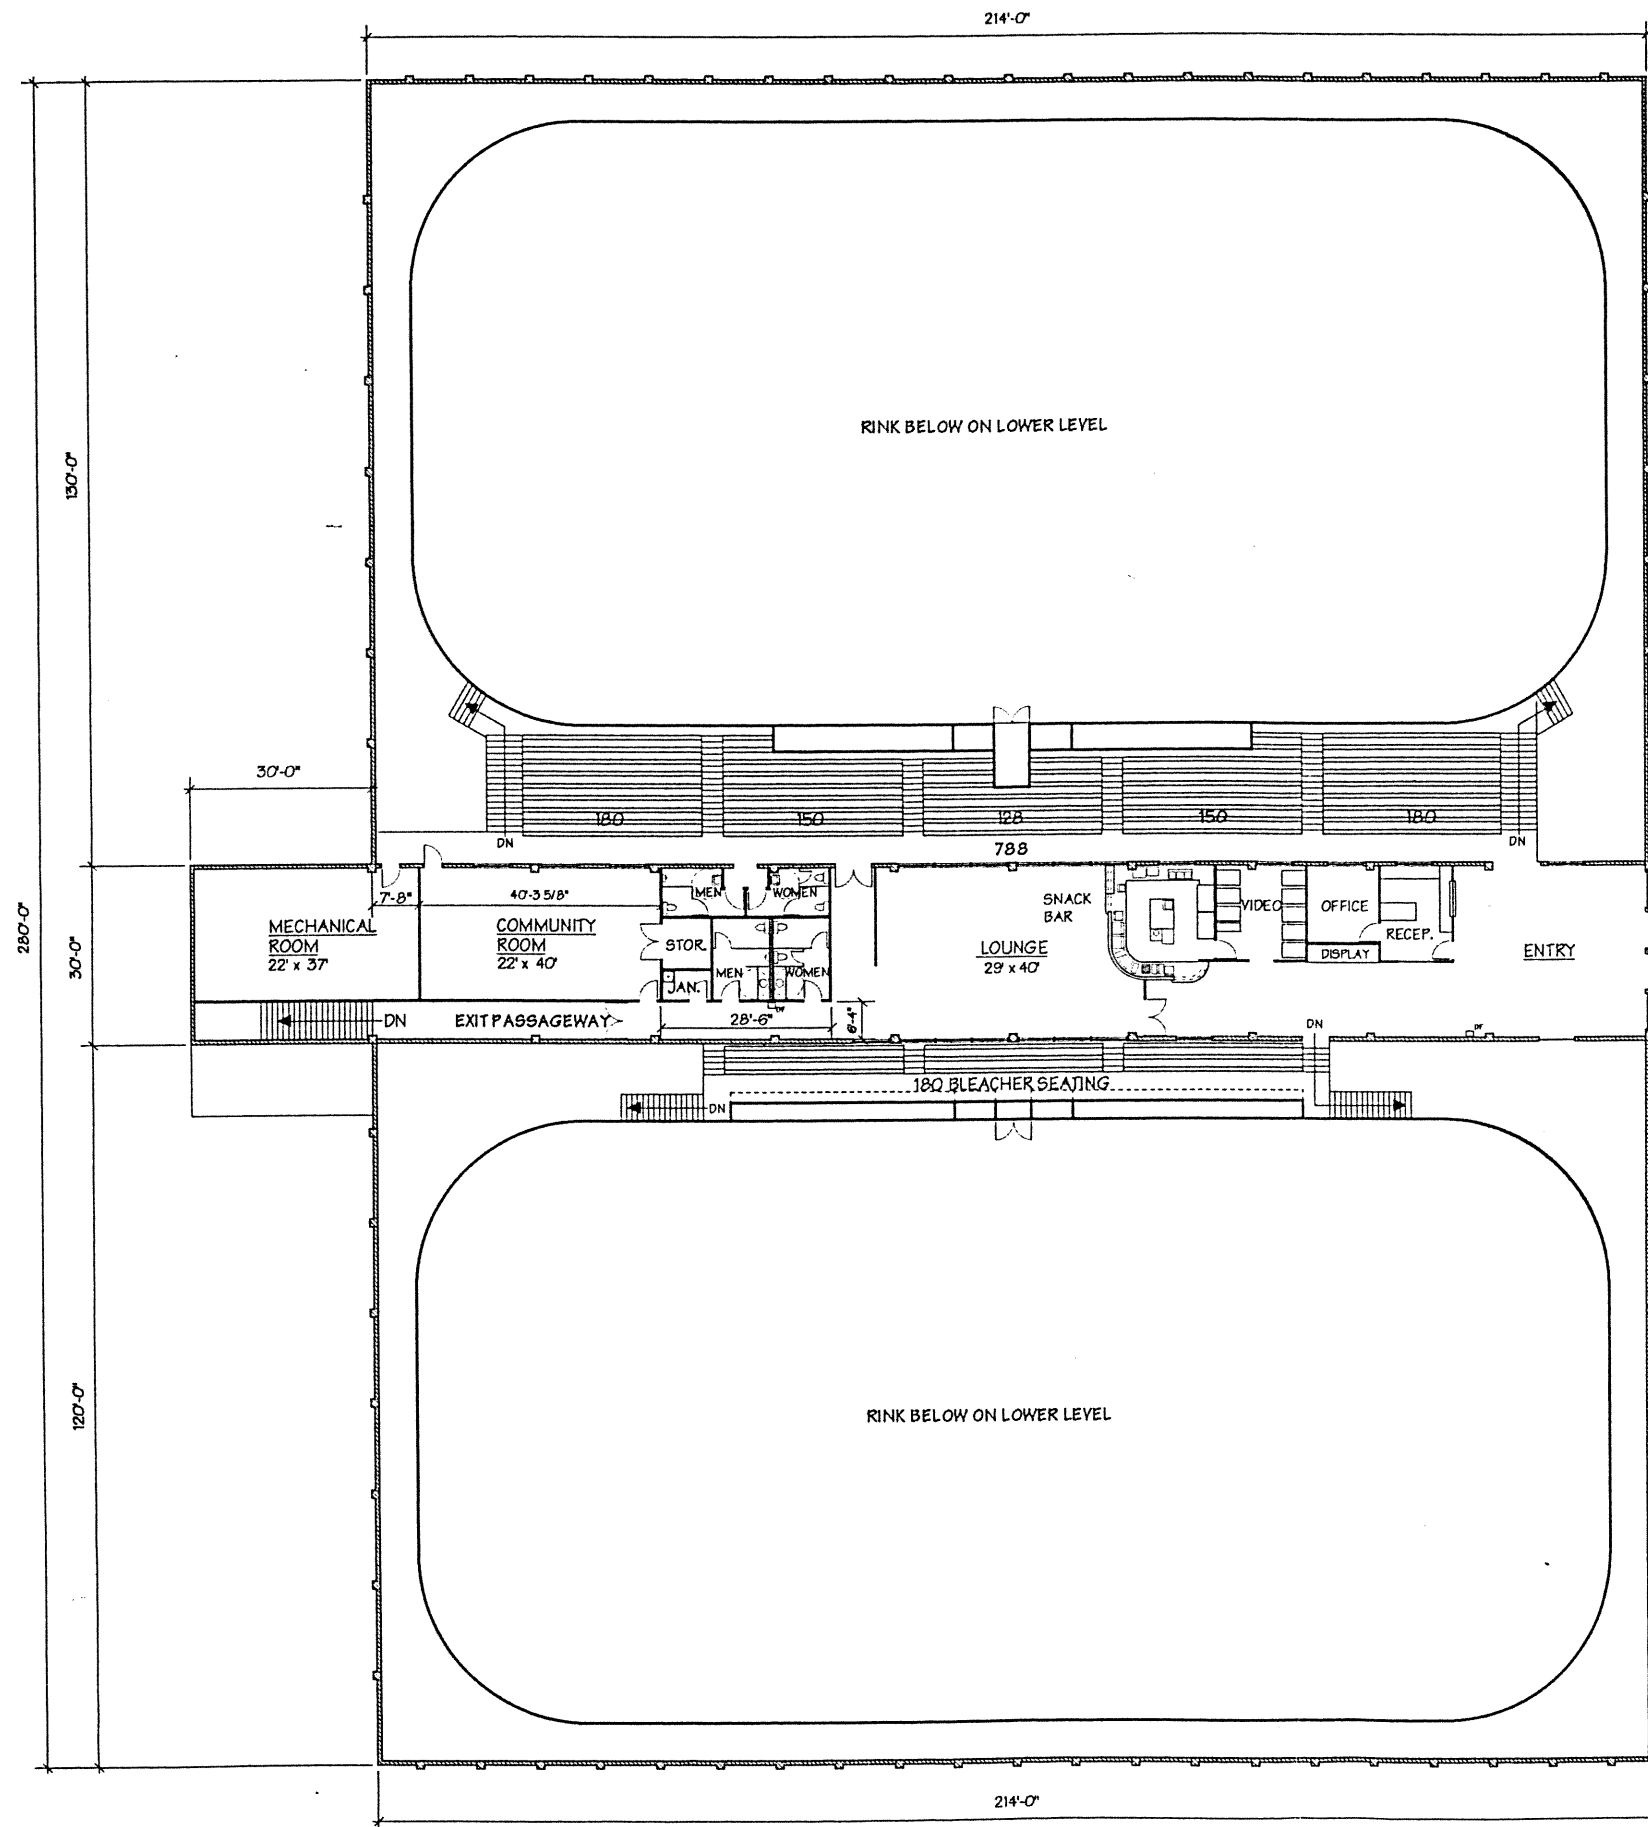 214'-0"
RINK BELOW ON LOWER LEVEL
130'-0"
30'-0"
180
150
128
150
180
DN
788
DN
7'-8"
40'-3 5/8"
MEN
WOMEN
SNACK
BAR
VIDEO
OFFICE
RECEP.
DISPLAY
ENTRY
MECHANICAL
ROOM
22' x 37'
COMMUNITY
ROOM
22' x 40'
STOR.
JAN.
MEN
WOMEN
LOUNGE
29' x 40'
280'-0"
30'-0"
DN
EXIT PASSAGEWAY
28'-6"
6'-4"
DF
DN
DF
180 BLEACHER SEATING
DN
120'-0"
RINK BELOW ON LOWER LEVEL
214'-0"